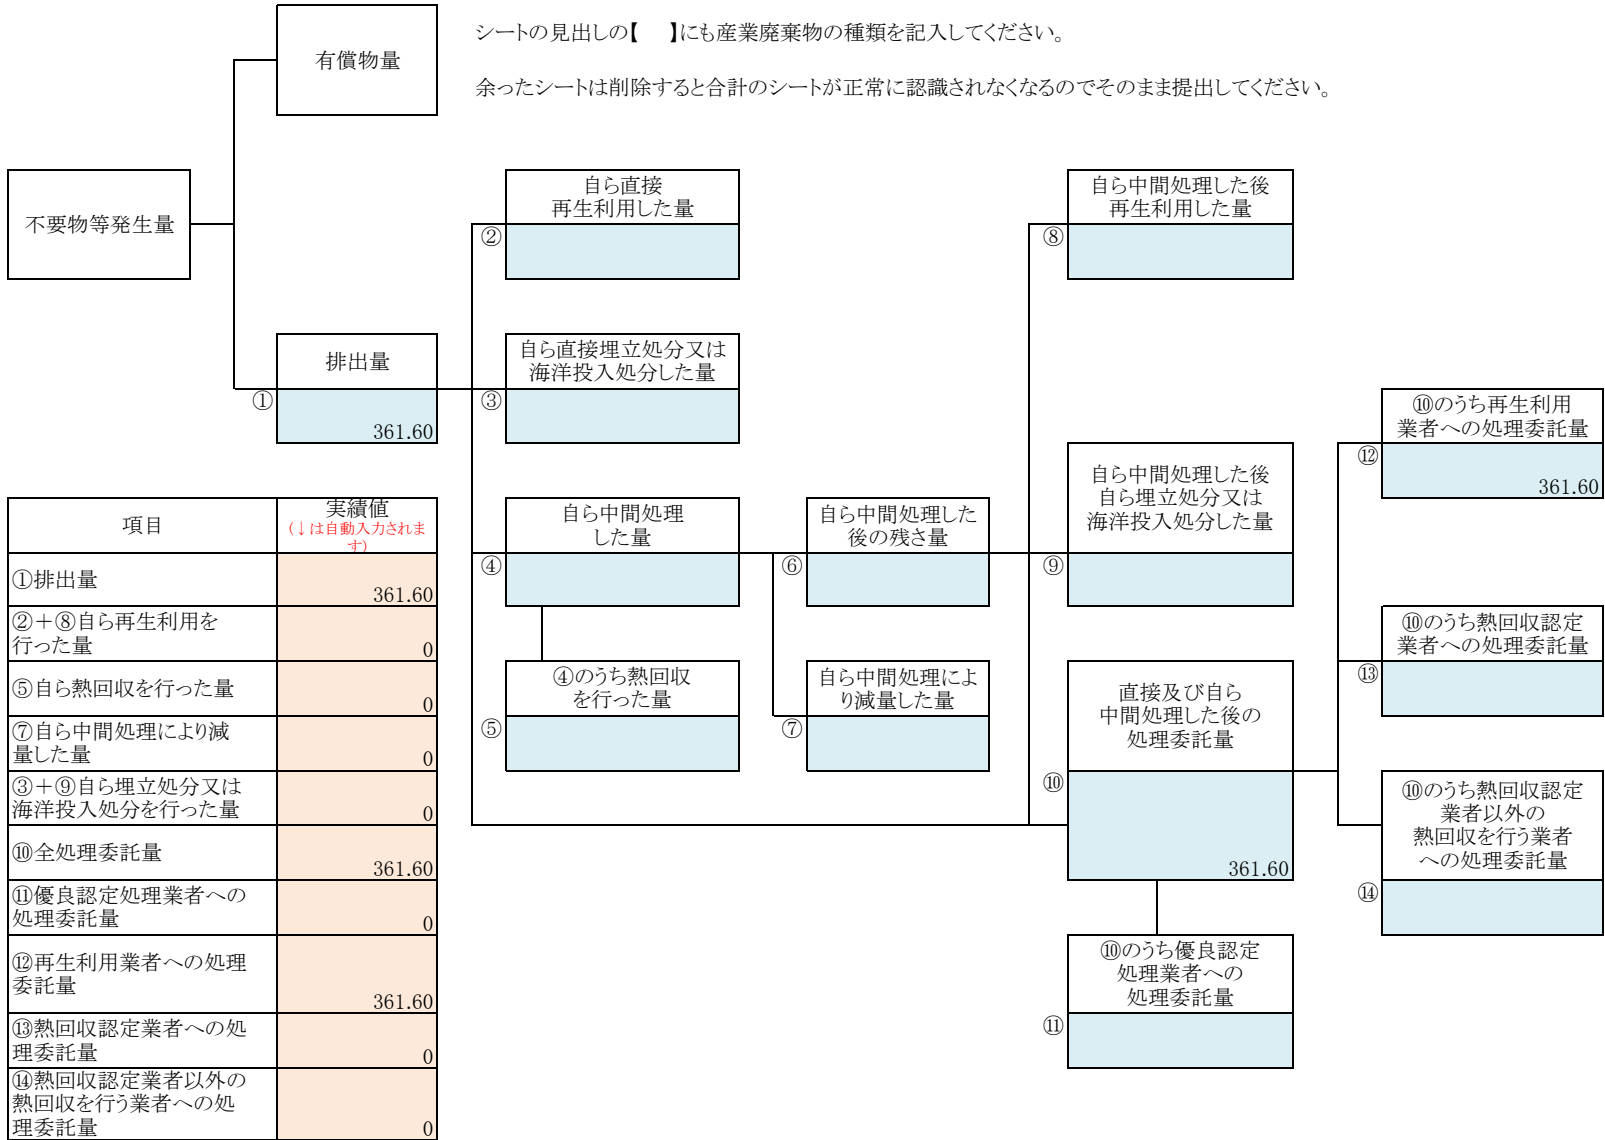 シートの見出しの【　】にも産業廃棄物の種類を記入してください。
余ったシートは削除すると合計のシートが正常に認識されなくなるのでそのまま提出してください。
有償物量
不要物等発生量
排出量
①
361.60
自ら直接
再生利用した量
②
自ら直接埋立処分又は
海洋投入処分した量
③
自ら中間処理
した量
④
④のうち熱回収
を行った量
⑤
自ら中間処理した
後の残さ量
⑥
自ら中間処理によ
り減量した量
⑦
自ら中間処理した後
再生利用した量
⑧
自ら中間処理した後
自ら埋立処分又は
海洋投入処分した量
⑨
直接及び自ら
中間処理した後の
処理委託量
⑩
361.60
⑩のうち優良認定
処理業者への
処理委託量
⑪
⑩のうち再生利用
業者への処理委託量
⑫
361.60
⑩のうち熱回収認定
業者への処理委託量
⑬
⑩のうち熱回収認定
業者以外の
熱回収を行う業者
への処理委託量
⑭
項目
実績値
(↓は自動入力されま
す)
①排出量
361.60
②＋⑧自ら再生利用を
行った量
0
⑤自ら熱回収を行った量
0
⑦自ら中間処理により減
量した量
0
③＋⑨自ら埋立処分又は
海洋投入処分を行った量
0
⑩全処理委託量
361.60
⑪優良認定処理業者への
処理委託量
0
⑫再生利用業者への処理
委託量
361.60
⑬熱回収認定業者への処
理委託量
0
⑭熱回収認定業者以外の
熱回収を行う業者への処
理委託量
0